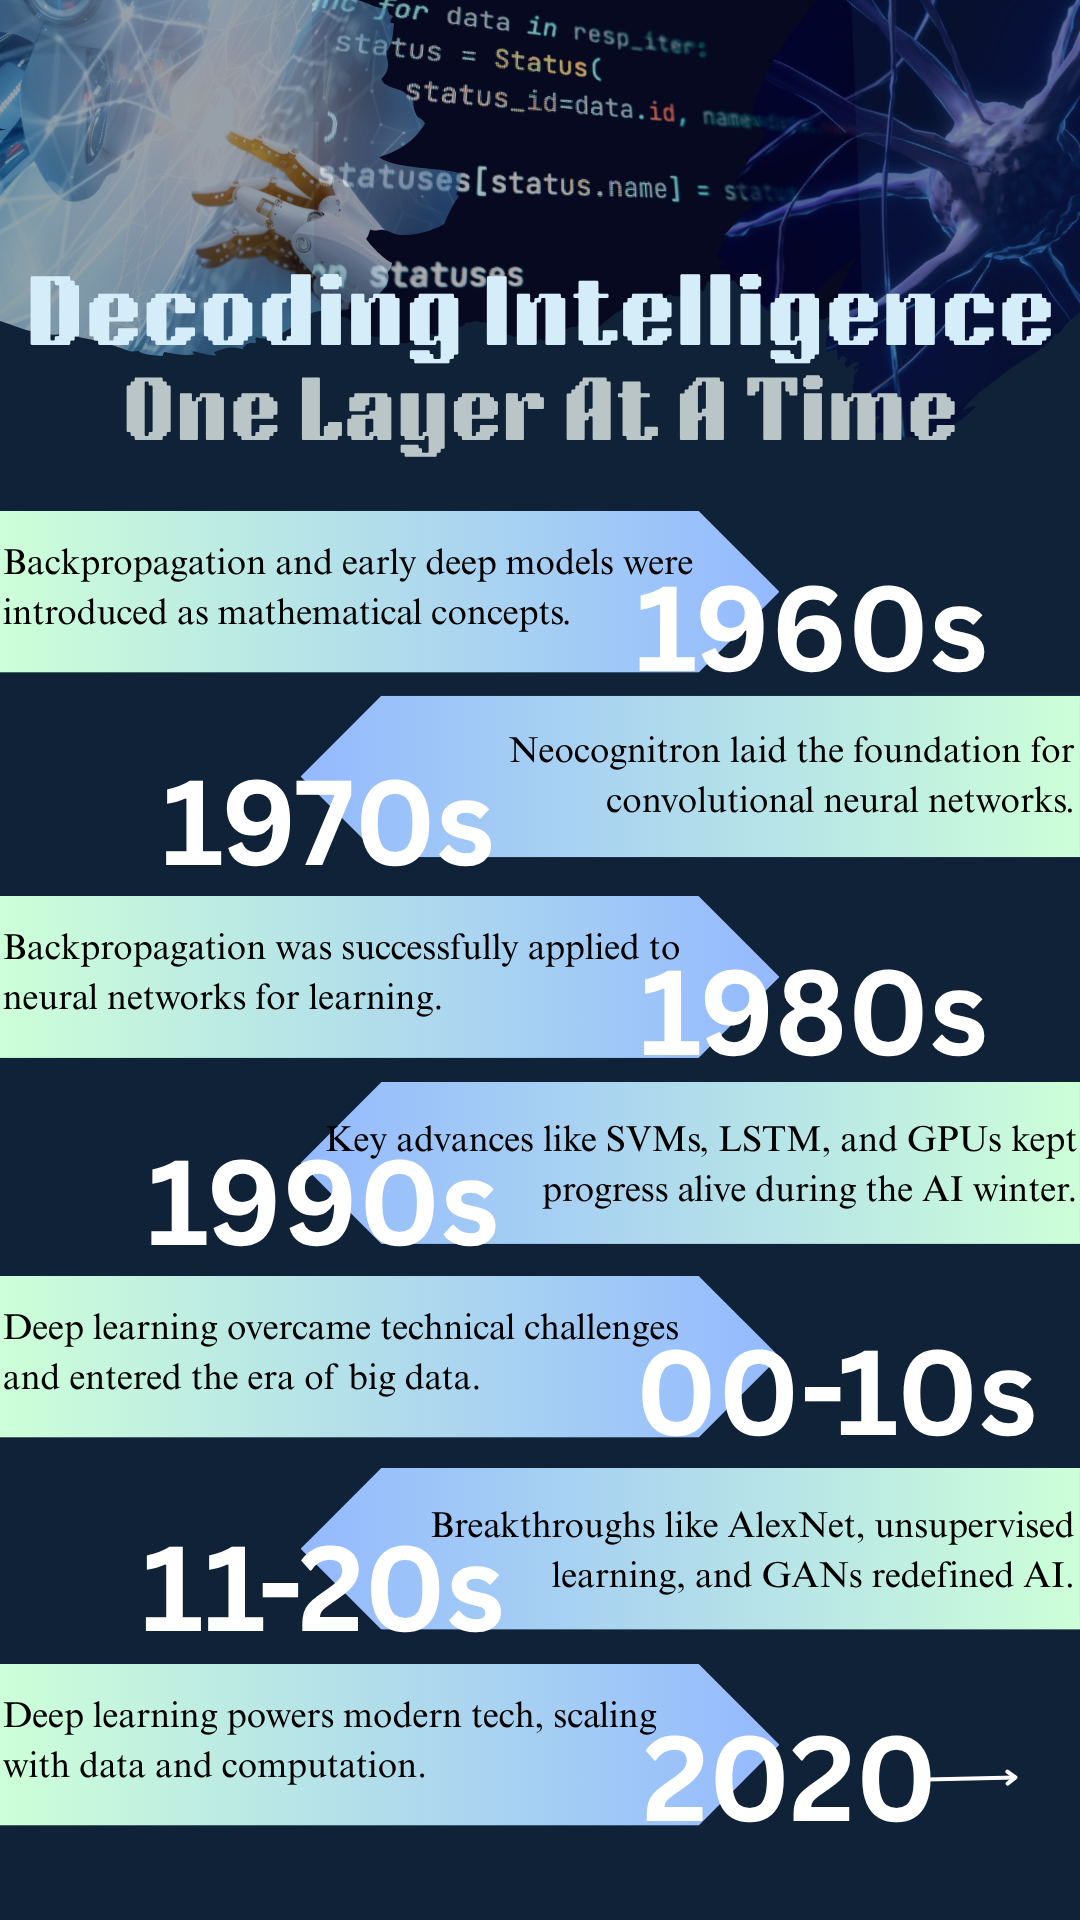 for data in resp_iter:
status = Status(
status_id=data.id, name
)
statuses[status.name] =
statuses
Decoding Intelligence
One Layer At A Time
Backpropagation and early deep models were
introduced as mathematical concepts.
1960s
Neocognitron laid the foundation for
convolutional neural networks.
1970s
Backpropagation was successfully applied to
neural networks for learning.
1980s
Key advances like SVMs, LSTM, and GPUs kept
progress alive during the AI winter.
1990s
Deep learning overcame technical challenges
and entered the era of big data.
00-10s
Breakthroughs like AlexNet, unsupervised
learning, and GANs redefined AI.
11-20s
Deep learning powers modern tech, scaling
with data and computation.
2020